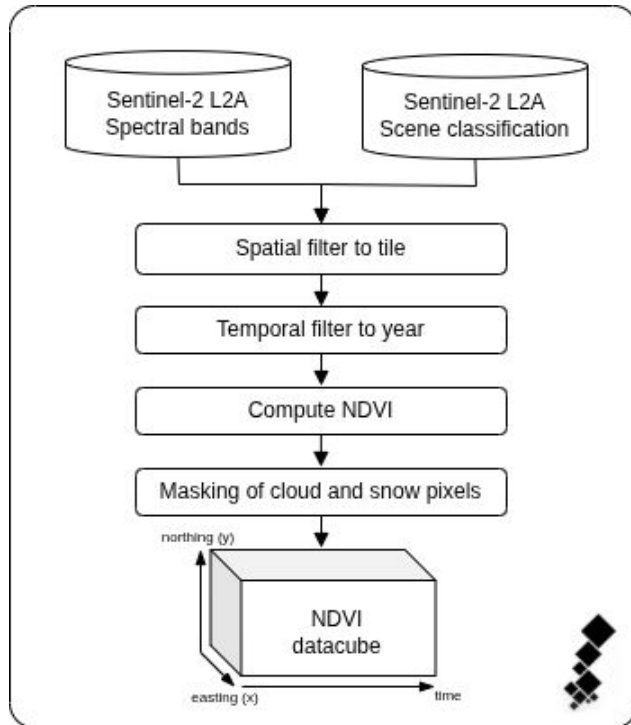 Sentinel-2 L2A
Spectral bands
Sentinel-2 L2A
Scene classification
Spatial filter to tile
Temporal filter to year
Compute NDVI
Masking of cloud and snow pixels
northing (y)
NDVI
datacube
easting (x)
time